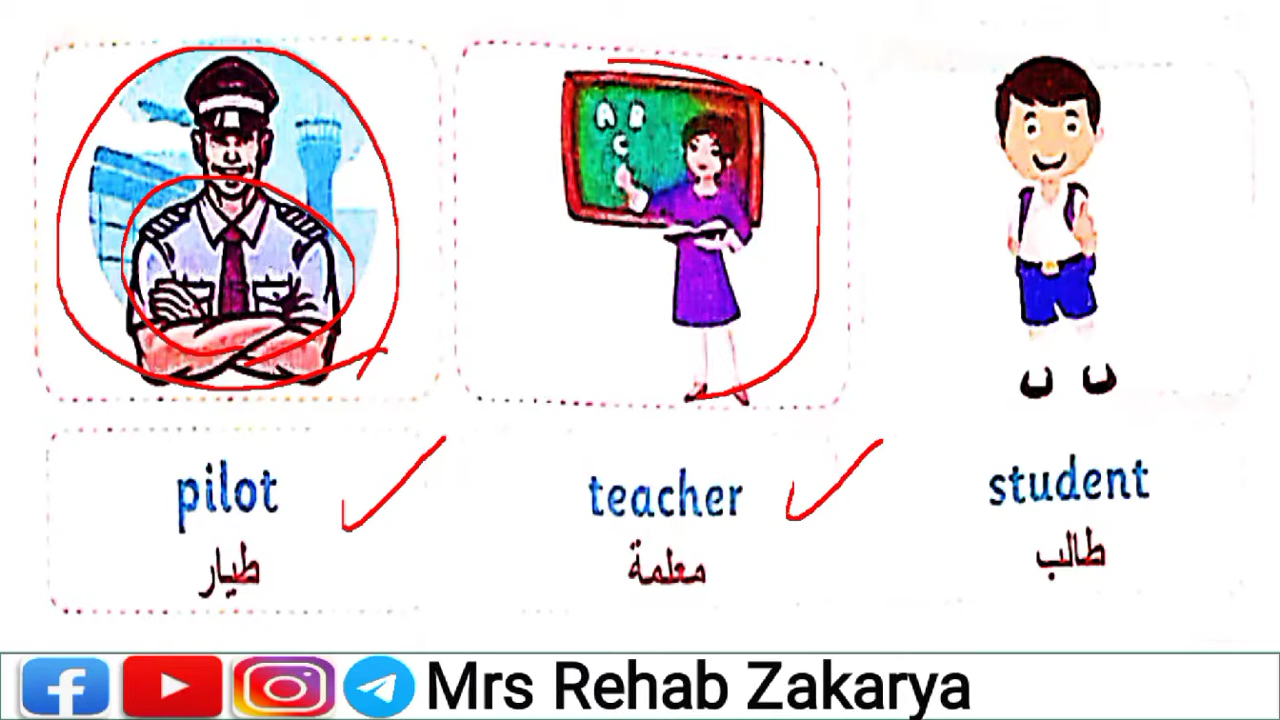 A B
C
pilot
طيار
teacher
معلمة
student
طالب
Mrs Rehab Zakarya